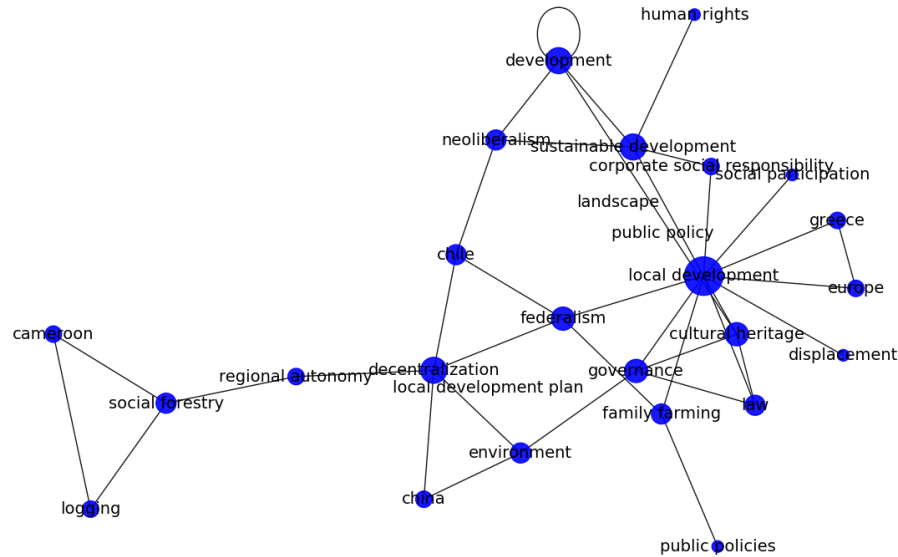 human rights
development
neoliberalism
sustainable development
corporate social responsibility
social participation
landscape
greece
public policy
chile
local development
europe
federalism
cameroon
cultural heritage
displacement
regional autonomy
decentralization
governance
local development plan
social forestry
law
family farming
environment
china
logging
public policies